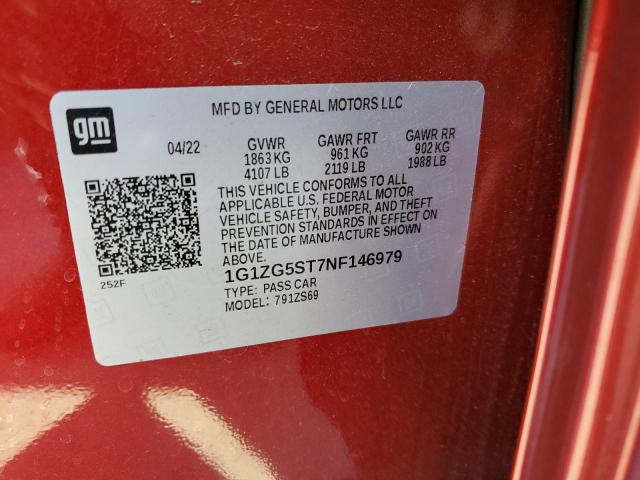 gm
MFD BY GENERAL MOTORS LLC
04/22 GVWR GAWR FRT GAWR RR
1863 KG 961 KG 902 KG
4107 LB 2119 LB 1988 LB
THIS VEHICLE CONFORMS TO ALL
APPLICABLE U.S. FEDERAL MOTOR
VEHICLE SAFETY, BUMPER, AND THEFT
PREVENTION STANDARDS IN EFFECT ON
THE DATE OF MANUFACTURE SHOWN
ABOVE.
1G1ZG5ST7NF146979
TYPE: PASS CAR
MODEL: 791ZS69
252F